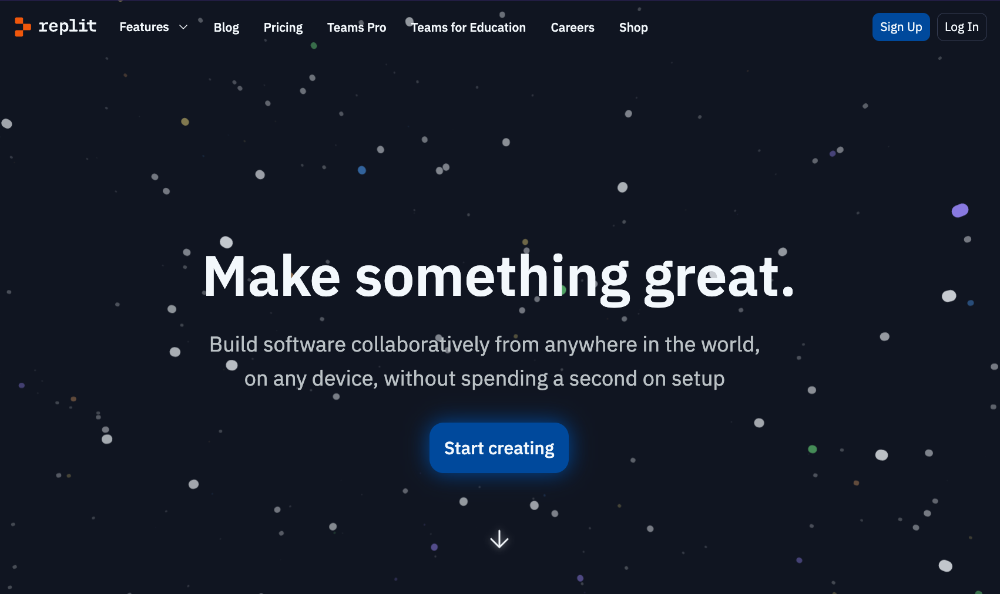 replit Features Blog Pricing Teams Pro Teams for Education Careers Shop Sign Up Log In
Make something great.
Build software collaboratively from anywhere in the world,
on any device, without spending a second on setup
Start creating